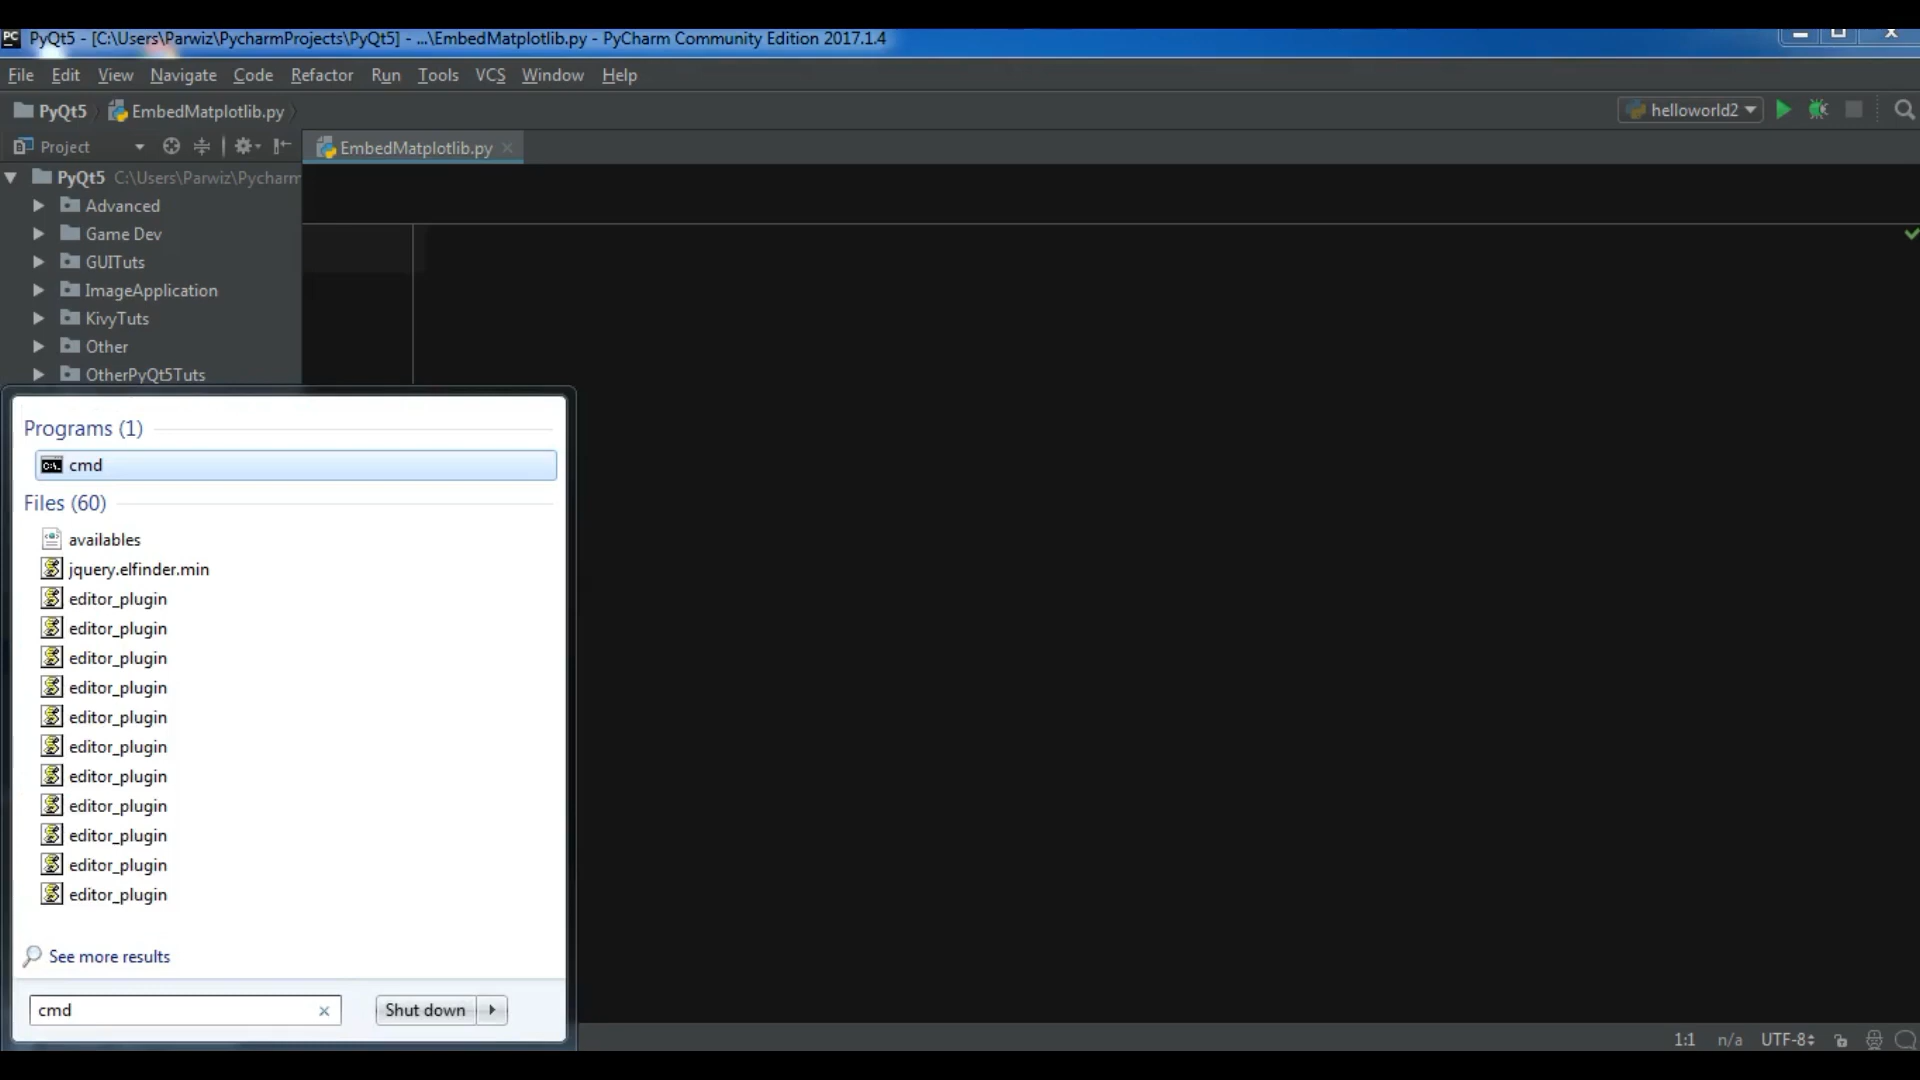 PyQt5 - [C:\Users\Parwiz\PycharmProjects\PyQt5] - ...\EmbedMatplotlib.py - PyCharm Community Edition 2017.1.4
File Edit View Navigate Code Refactor Run Tools VCS Window Help
PyQt5 EmbedMatplotlib.py helloworld2
Project EmbedMatplotlib.py
PyQt5 C:\Users\Parwiz\Pycharm
Advanced
Game Dev
GUITuts
ImageApplication
KivyTuts
Other
OtherPyQt5Tuts
Programs (1)
cmd
Files (60)
availables
jquery.elfinder.min
editor_plugin
editor_plugin
editor_plugin
editor_plugin
editor_plugin
editor_plugin
editor_plugin
editor_plugin
editor_plugin
editor_plugin
editor_plugin
See more results
cmd Shut down
1:1 n/a UTF-8